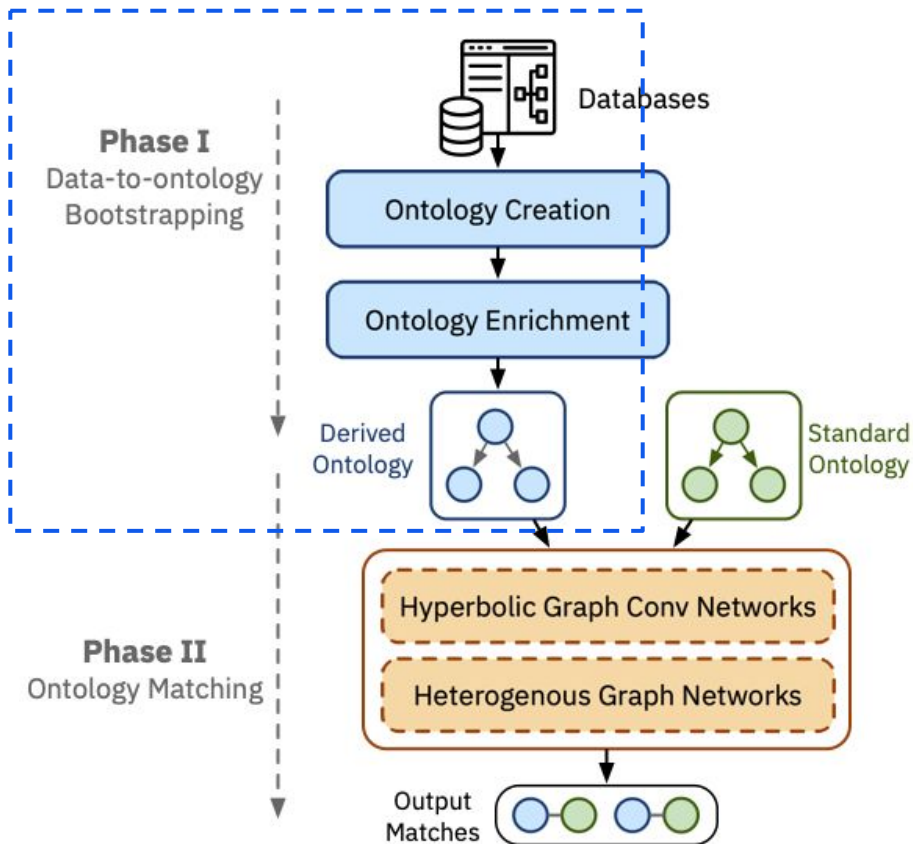 Databases
Phase I
Data-to-ontology
Bootstrapping
Ontology Creation
Ontology Enrichment
Derived
Ontology
Standard
Ontology
Hyperbolic Graph Conv Networks
Phase II
Ontology Matching
Heterogenous Graph Networks
Output
Matches